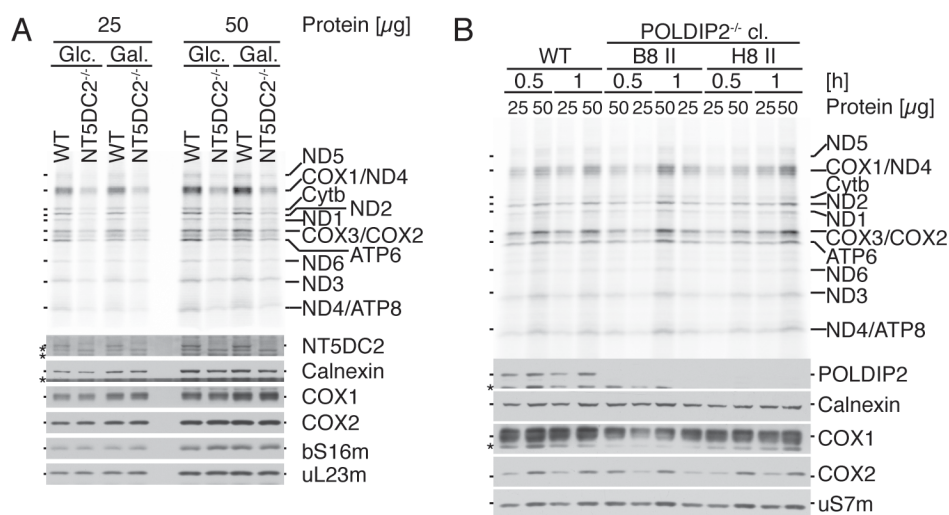 A
25 50 Protein [µg]
Glc. Gal. Glc. Gal.
WT NT5DC2-/- WT NT5DC2-/- WT NT5DC2-/- WT NT5DC2-/-
ND5
COX1/ND4
Cytb
ND2
ND1
COX3/COX2
ATP6
ND6
ND3
ND4/ATP8
* NT5DC2
*
Calnexin
*
COX1
COX2
bS16m
uL23m
B
POLDIP2-/- cl.
WT B8 II H8 II
0.5 1 0.5 1 0.5 1 [h]
25 50 25 50 50 25 50 25 25 50 25 50 Protein [µg]
ND5
COX1/ND4
Cytb
ND2
ND1
COX3/COX2
ATP6
ND6
ND3
ND4/ATP8
POLDIP2
*
Calnexin
COX1
*
COX2
uS7m